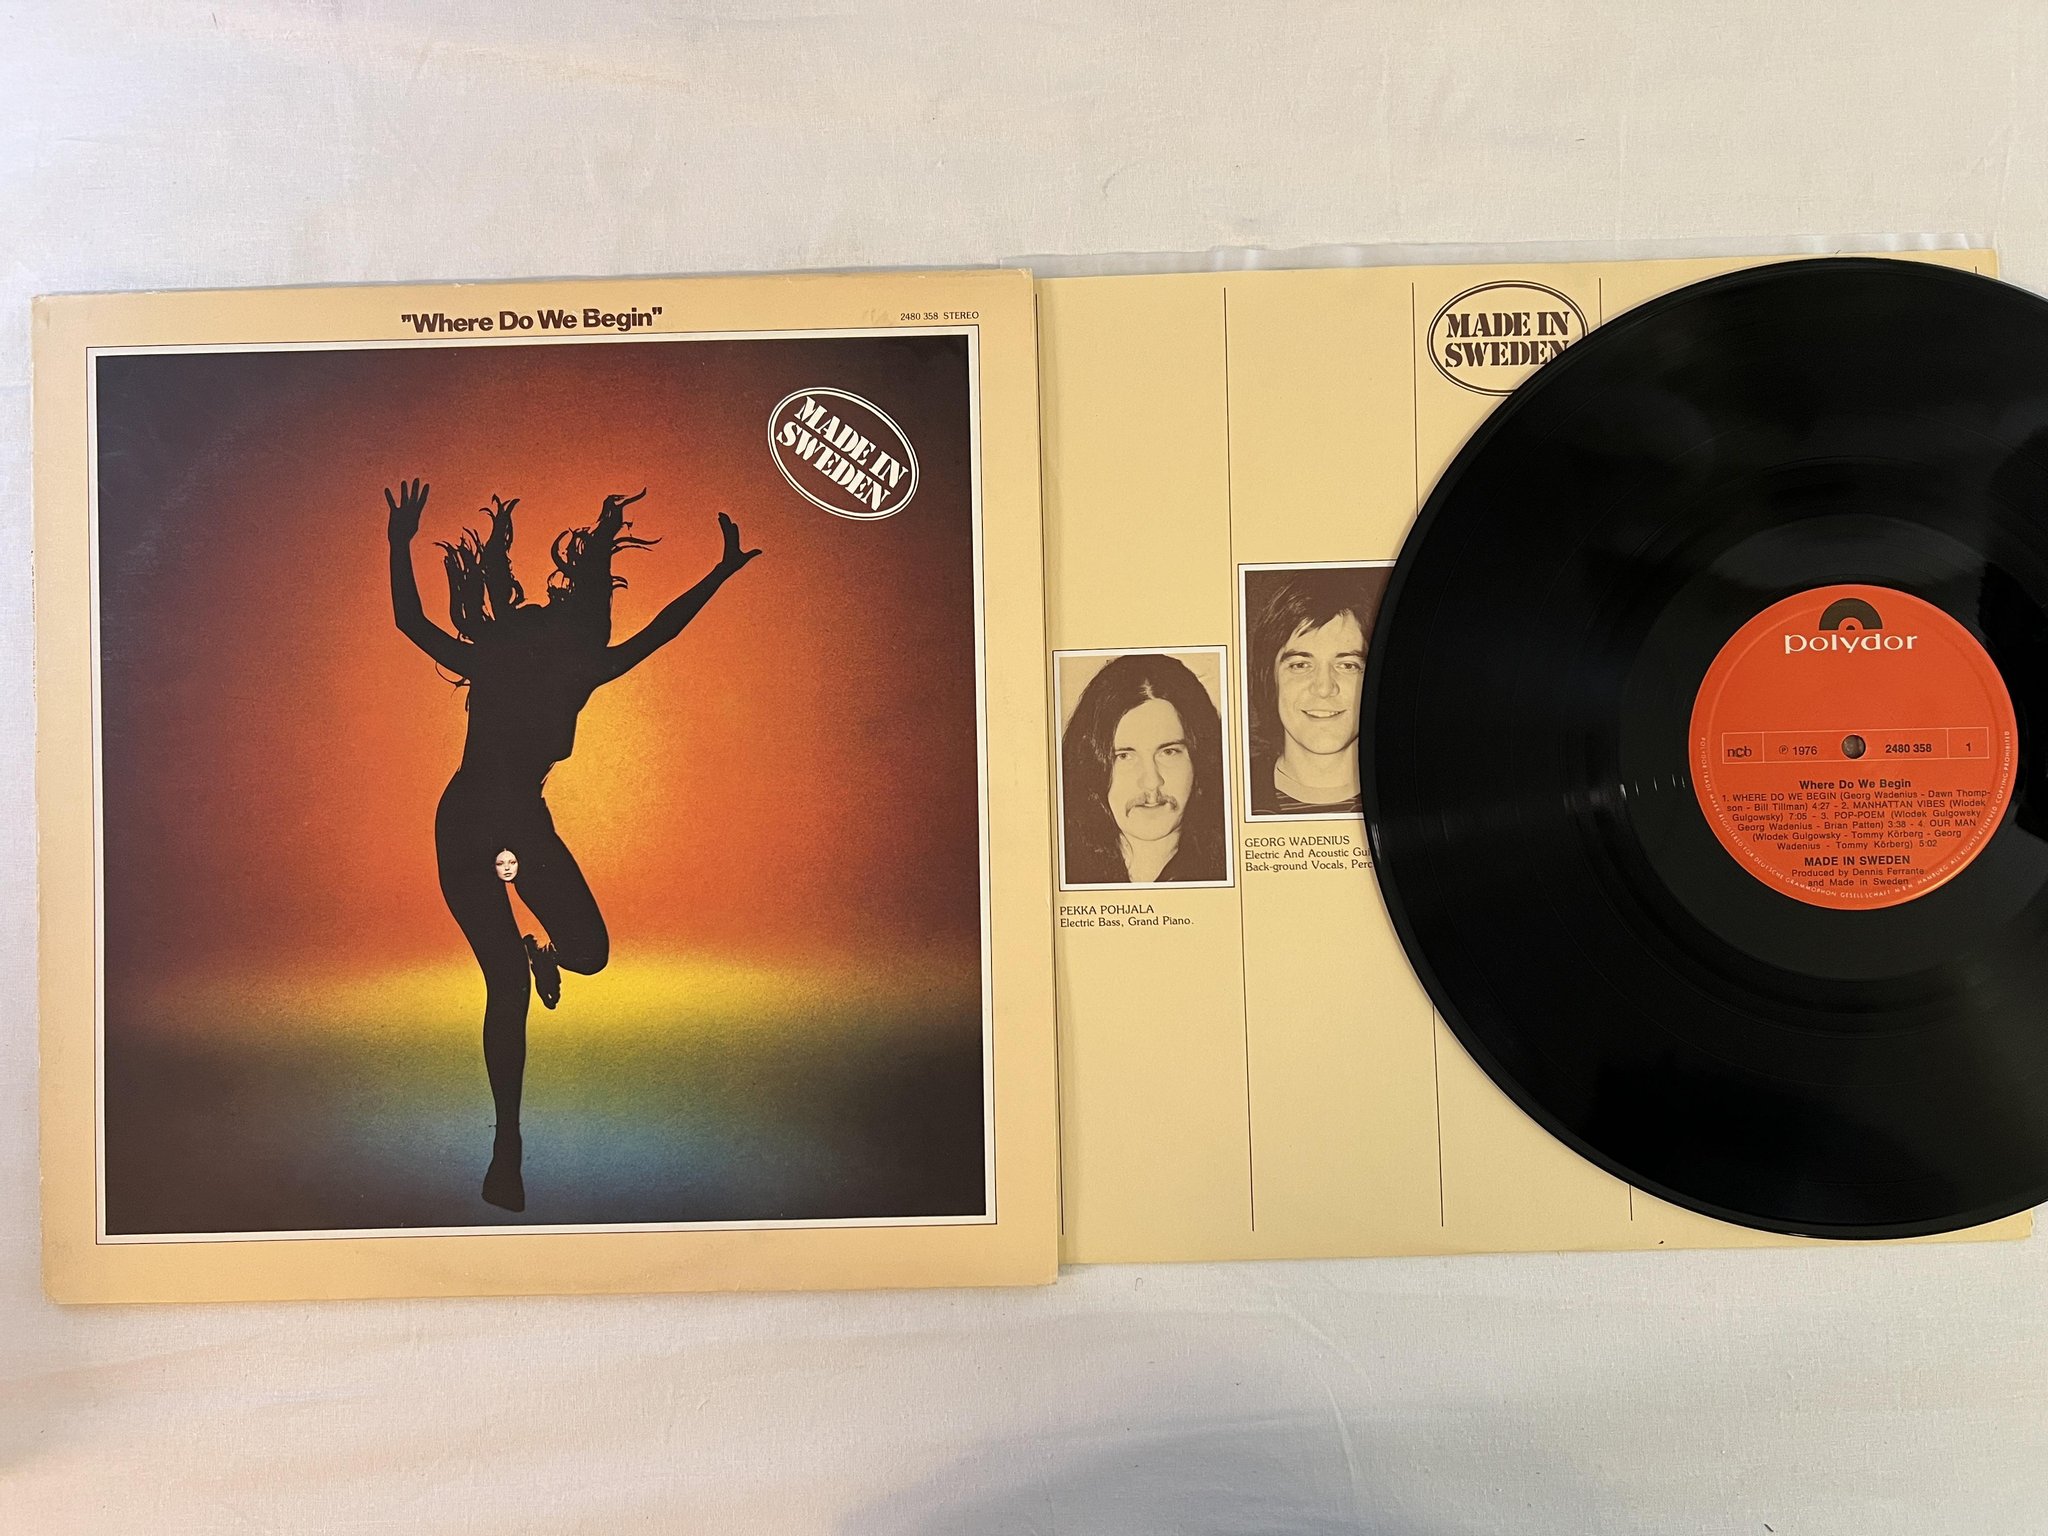 "Where Do We Begin"
2480 358 STEREO
MADE IN
SWEDEN
MADE IN
SWEDEN
PEKKA POHJALA
Electric Bass, Grand Piano.
GEORG WADENIUS
Electric And Acoustic Gui
Back-ground Vocals, Perc
polydor
ncb
℗ 1976
2480 358
1
Where Do We Begin
1. WHERE DO WE BEGIN (Georg Wadenius - Dawn Thomp-
son - Bill Tillman) 4:27 - 2. MANHATTAN VIBES (Wlodek
Gulgowsky) 7:05 - 3. POP-POEM (Wlodek Gulgowsky
Georg Wadenius - Brian Patten) 3:38 - 4. OUR MAN
(Wlodek Gulgowsky - Tommy Körberg - Georg
Wadenius - Tommy Körberg) 5:02
MADE IN SWEDEN
Produced by Dennis Ferrante
and Made in Sweden